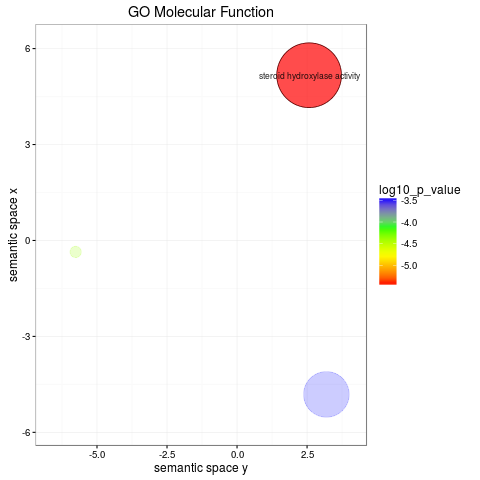 GO Molecular Function
6
3
0
-3
-6
semantic space x
steroid hydroxylase activity
-5.0
-2.5
0.0
2.5
semantic space y
log10_p_value
-3.5
-4.0
-4.5
-5.0